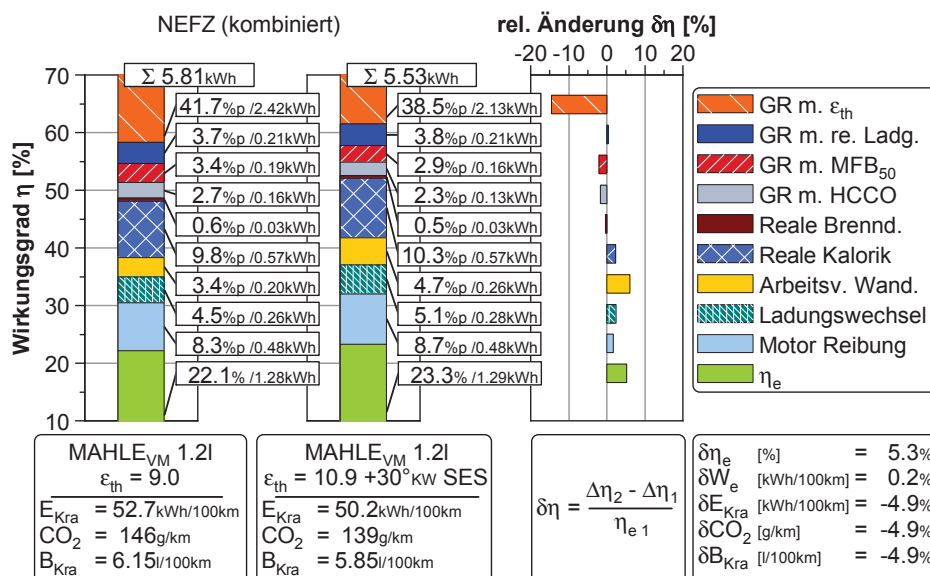 NEFZ (kombiniert)
rel. Änderung δη [%]
-20 -10 0 10 20
Wirkungsgrad η [%]
70
60
50
40
30
20
10
Σ 5.81kWh
41.7%p /2.42kWh
3.7%p /0.21kWh
3.4%p /0.19kWh
2.7%p /0.16kWh
0.6%p /0.03kWh
9.8%p /0.57kWh
3.4%p /0.20kWh
4.5%p /0.26kWh
8.3%p /0.48kWh
22.1% /1.28kWh
Σ 5.53kWh
38.5%p /2.13kWh
3.8%p /0.21kWh
2.9%p /0.16kWh
2.3%p /0.13kWh
0.5%p /0.03kWh
10.3%p /0.57kWh
4.7%p /0.26kWh
5.1%p /0.28kWh
8.7%p /0.48kWh
23.3% /1.29kWh
GR m. εth
GR m. re. Ladg.
GR m. MFB50
GR m. HCCO
Reale Brennd.
Reale Kalorik
Arbeitsv. Wand.
Ladungswechsel
Motor Reibung
ηe
MAHLEVM 1.2l
εth = 9.0
EKra = 52.7kWh/100km
CO2 = 146g/km
BKra = 6.15l/100km
MAHLEVM 1.2l
εth = 10.9 +30°KW SES
EKra = 50.2kWh/100km
CO2 = 139g/km
BKra = 5.85l/100km
δη = Δη2 - Δη1
ηe 1
δηe [%] = 5.3%
δWe [kWh/100km] = 0.2%
δEKra [kWh/100km] = -4.9%
δCO2 [g/km] = -4.9%
δBKra [l/100km] = -4.9%